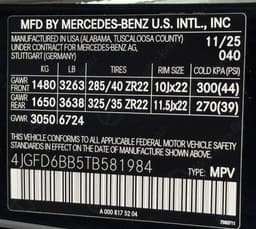 MFD BY MERCEDES-BENZ U.S. INTL., INC
MANUFACTURED IN USA (ALABAMA, TUSCALOOSA COUNTY) 11/25
UNDER CONTRACT FOR MERCEDES-BENZ AG, 040
STUTTGART (GERMANY)
KG LB TIRES RIM SIZE COLD KPA (PSI)
GAWR FRONT 1480 3263 285/40 ZR22 10Jx22 300(44)
GAWR REAR 1650 3638 325/35 ZR22 11.5Jx22 270(39)
GVWR 3050 6724
THIS VEHICLE CONFORMS TO ALL APPLICABLE FEDERAL MOTOR VEHICLE SAFETY
STANDARDS IN EFFECT ON THE DATE OF MANUFACTURE SHOWN ABOVE.
4JGFD6BB5TB581984 TYPE: MPV
A 000 817 52 04